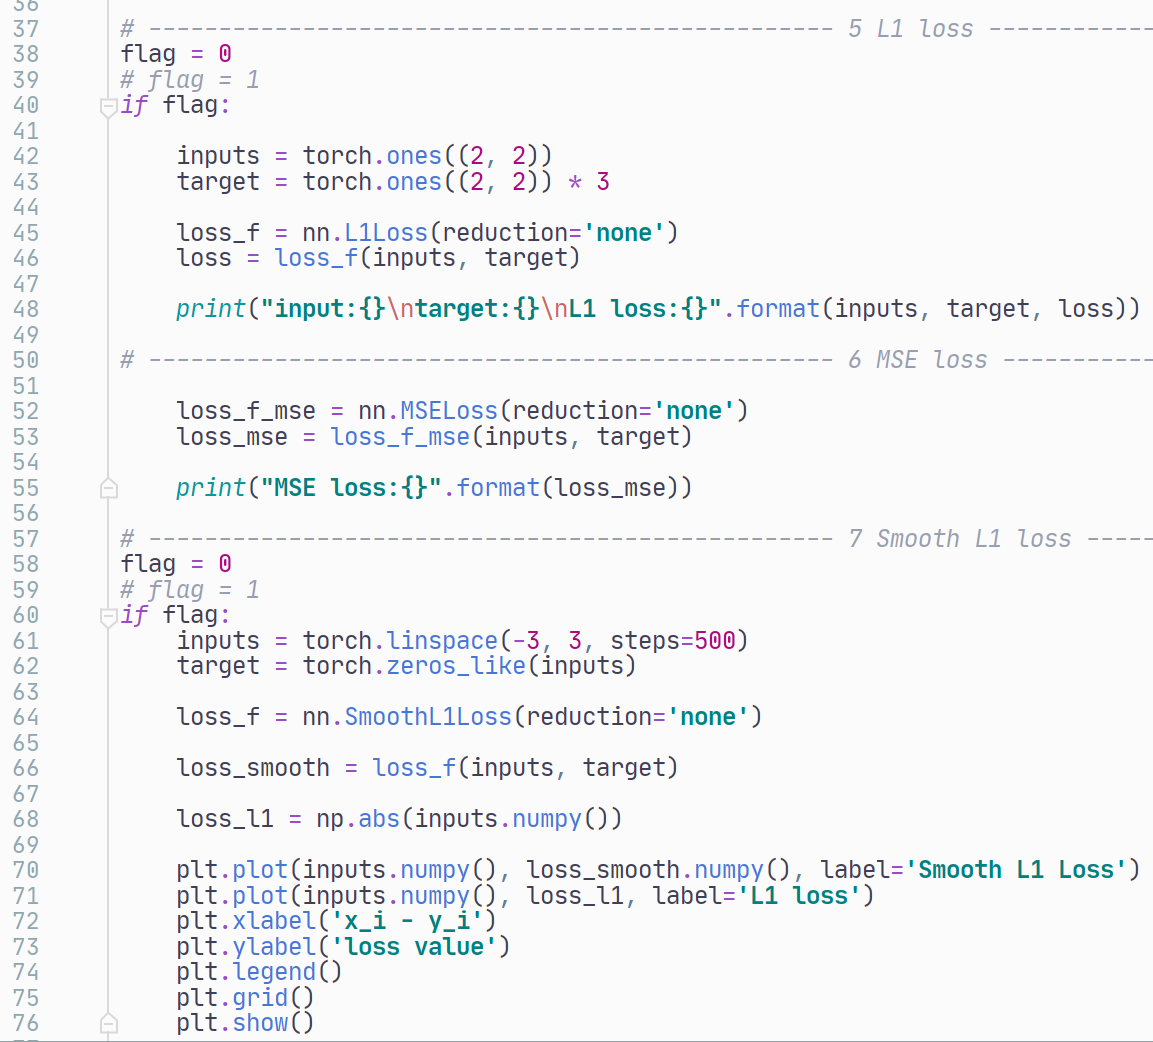 36
37 # ------------------------------------------------- 5 L1 loss ------------
38 flag = 0
39 # flag = 1
40 if flag:
41
42     inputs = torch.ones((2, 2))
43     target = torch.ones((2, 2)) * 3
44
45     loss_f = nn.L1Loss(reduction='none')
46     loss = loss_f(inputs, target)
47
48     print("input:{}\ntarget:{}\nL1 loss:{}".format(inputs, target, loss))
49
50 # ------------------------------------------------- 6 MSE loss -----------
51
52     loss_f_mse = nn.MSELoss(reduction='none')
53     loss_mse = loss_f_mse(inputs, target)
54
55     print("MSE loss:{}".format(loss_mse))
56
57 # ------------------------------------------------- 7 Smooth L1 loss -----
58 flag = 0
59 # flag = 1
60 if flag:
61     inputs = torch.linspace(-3, 3, steps=500)
62     target = torch.zeros_like(inputs)
63
64     loss_f = nn.SmoothL1Loss(reduction='none')
65
66     loss_smooth = loss_f(inputs, target)
67
68     loss_l1 = np.abs(inputs.numpy())
69
70     plt.plot(inputs.numpy(), loss_smooth.numpy(), label='Smooth L1 Loss')
71     plt.plot(inputs.numpy(), loss_l1, label='L1 loss')
72     plt.xlabel('x_i - y_i')
73     plt.ylabel('loss value')
74     plt.legend()
75     plt.grid()
76     plt.show()